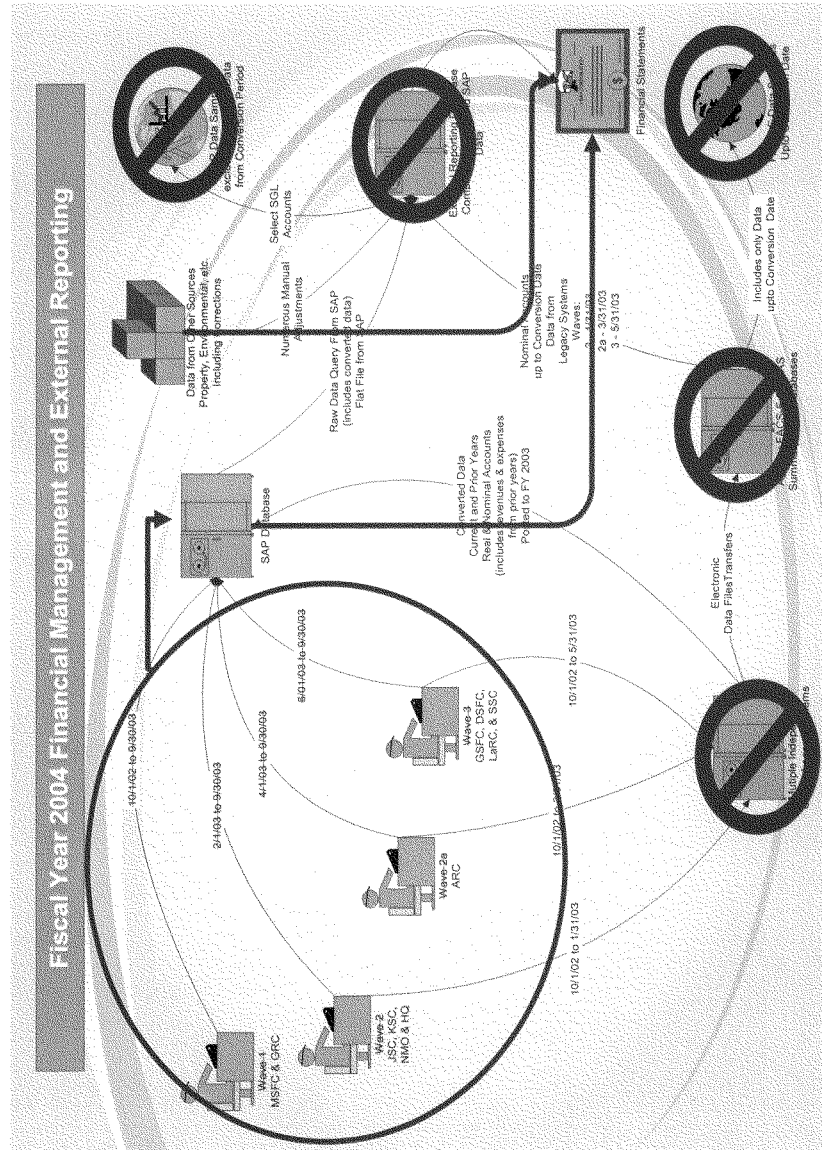 Fiscal Year 2004 Financial Management and External Reporting
Data from Other Sources
Property, Environmental, etc.
Including Corrections
Data
from Conversion Period
Select SGL
Accounts
Numerous Manual
Adjustments
Data
Raw Data Query From SAP
(includes converted data)
Flat File from SAP
SAP Database
Nominal Accounts
up to Conversion Date
Data from
Legacy Systems
Waves:
2a - 3/31/03
3 - 5/31/03
Financial Statements
Converted Data
Current and Prior Years
Real & Nominal Accounts
(includes revenues & expenses
from prior years)
Posted to FY 2003
Includes only Data
upto Conversion Date
Electronic
Data FilesTransfers
10/1/02 to 9/30/03
2/1/03 to 9/30/03
4/1/03 to 9/30/03
6/01/03 to 9/30/03
Wave 1
MSFC & GRC
Wave 2
JSC, KSC,
NMO & HQ
Wave 2a
ARC
Wave 3
GSFC, DSFC,
LaRC, & SSC
10/1/02 to 1/31/03
10/1/02 to
10/1/02 to 5/31/03